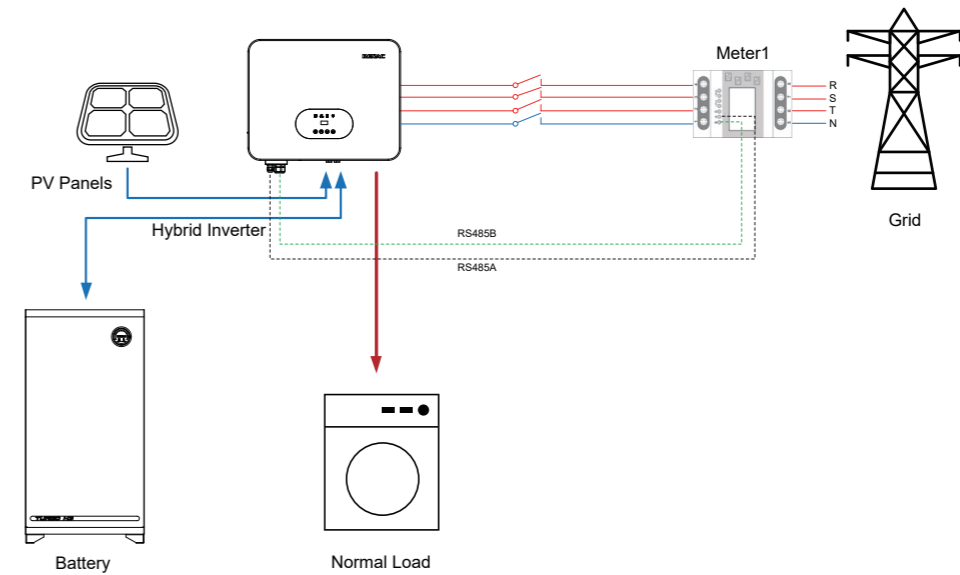 Meter1
R
S
T
N
PV Panels
Hybrid Inverter
Grid
RS485B
RS485A
Battery
Normal Load